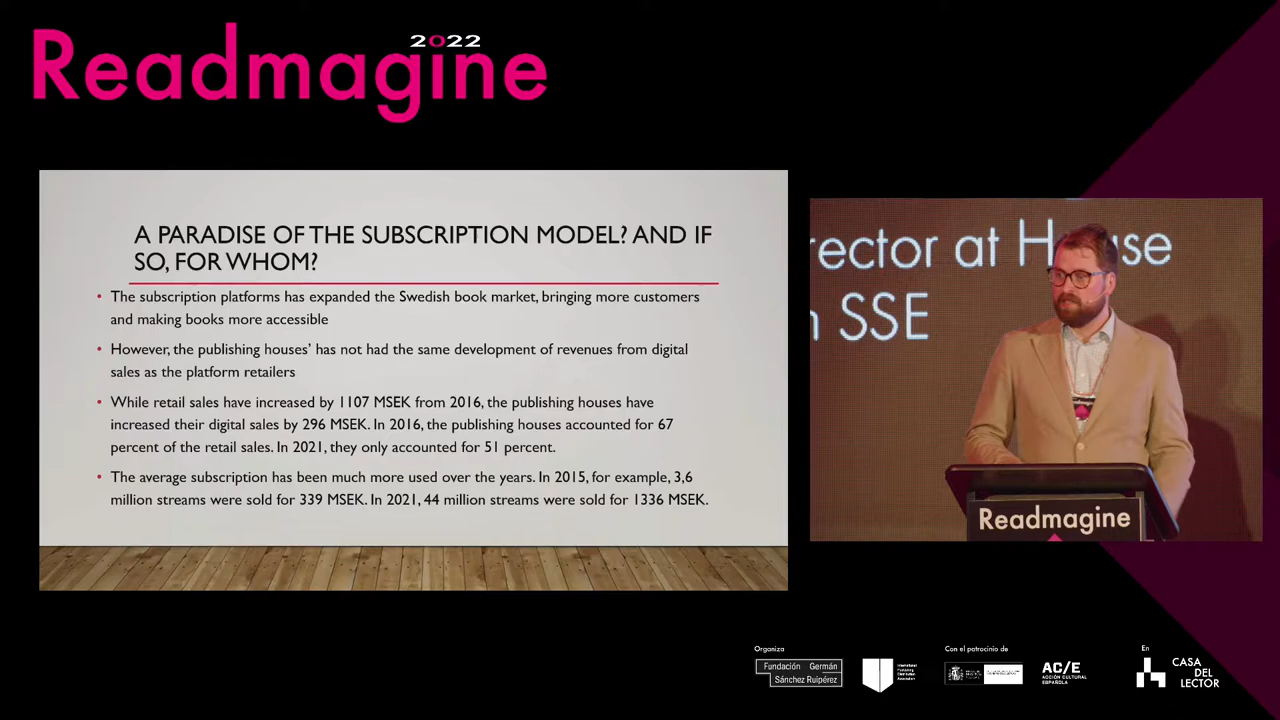 2022
Readmagine
A PARADISE OF THE SUBSCRIPTION MODEL? AND IF
SO, FOR WHOM?
• The subscription platforms has expanded the Swedish book market, bringing more customers
and making books more accessible
• However, the publishing houses’ has not had the same development of revenues from digital
sales as the platform retailers
• While retail sales have increased by 1107 MSEK from 2016, the publishing houses have
increased their digital sales by 296 MSEK. In 2016, the publishing houses accounted for 67
percent of the retail sales. In 2021, they only accounted for 51 percent.
• The average subscription has been much more used over the years. In 2015, for example, 3,6
million streams were sold for 339 MSEK. In 2021, 44 million streams were sold for 1336 MSEK.
rector at H use
SSE
Readmagine
Organiza
Fundación Germán
Sánchez Ruipérez
Con el patrocinio de
AC/E
ACCIÓN CULTURAL
ESPAÑOLA
En
CASA
DEL
LECTOR